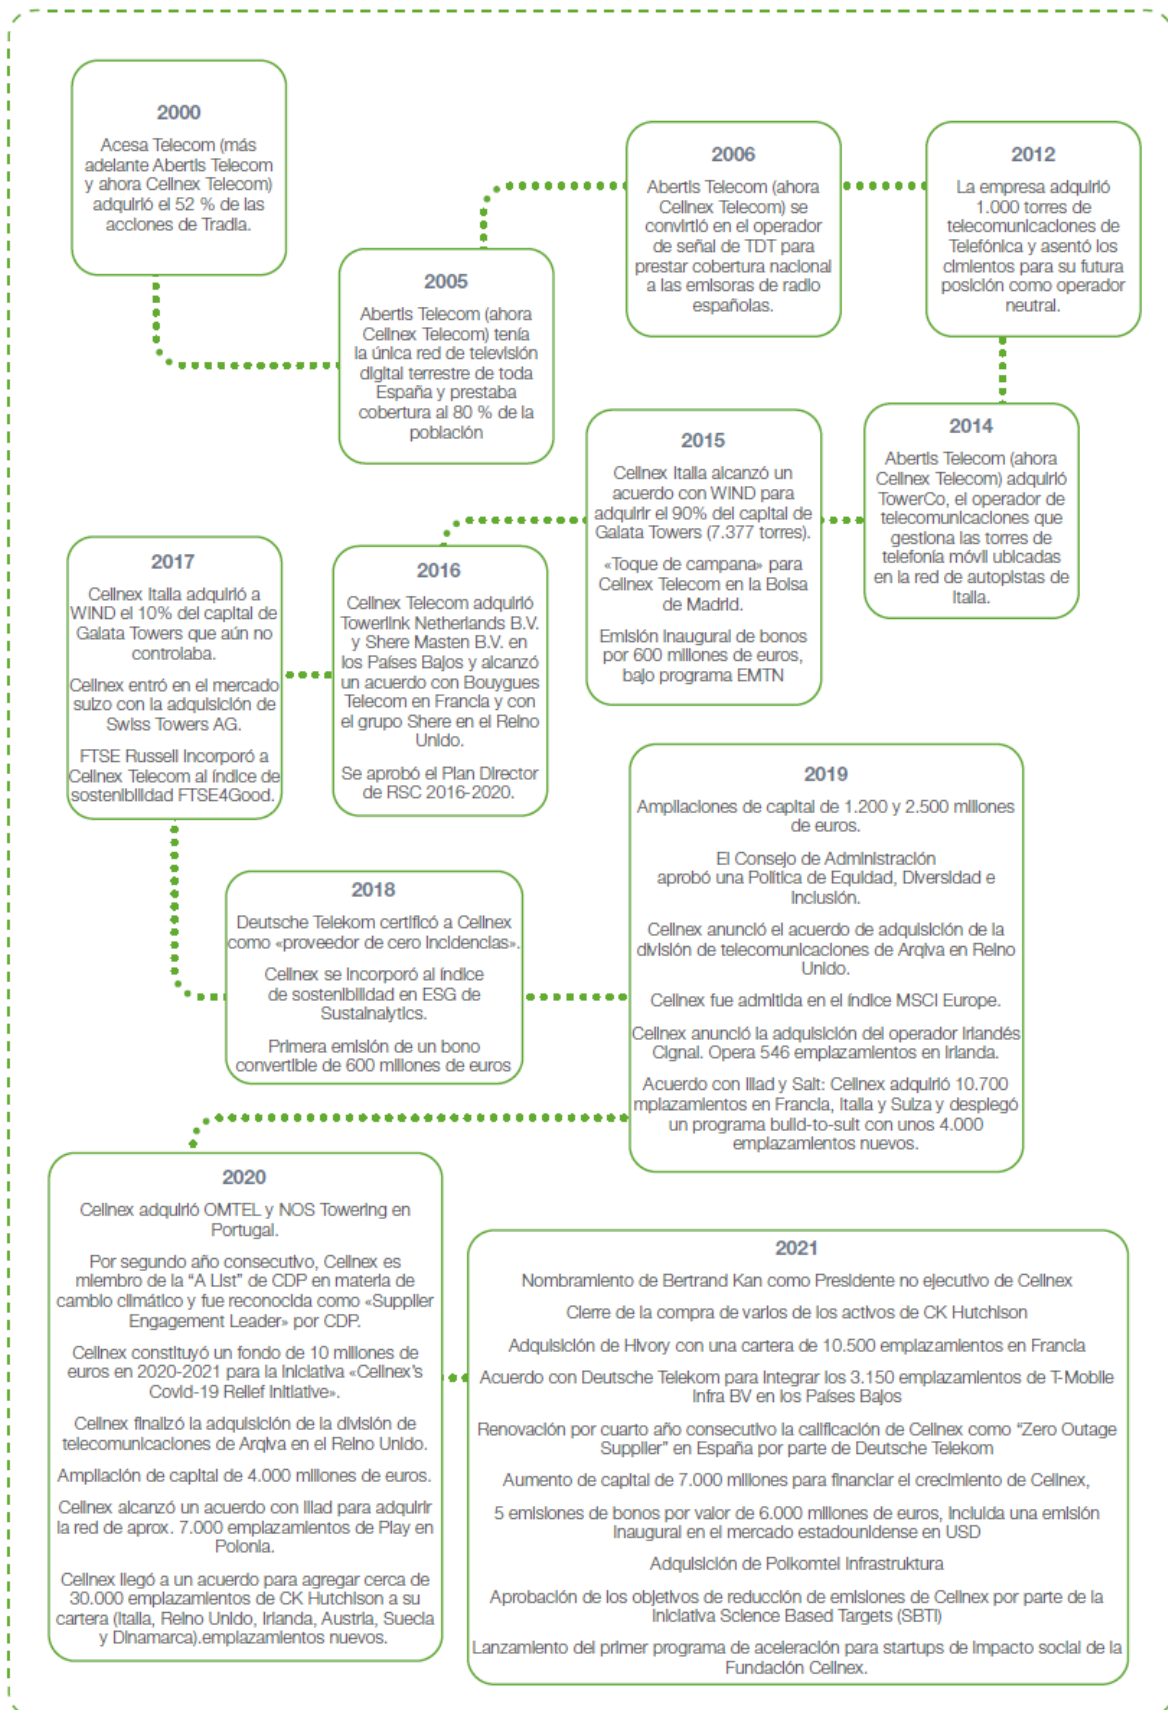 2000
Acesa Telecom (más
adelante Abertis Telecom
y ahora Cellnex Telecom)
adquirió el 52 % de las
acciones de Tradia.
2005
Abertis Telecom (ahora
Cellnex Telecom) tenía
la única red de televisión
digital terrestre de toda
España y prestaba
cobertura al 80 % de la
población
2006
Abertis Telecom (ahora
Cellnex Telecom) se
convirtió en el operador
de señal de TDT para
prestar cobertura nacional
a las emisoras de radio
españolas.
2012
La empresa adquirió
1.000 torres de
telecomunicaciones de
Telefónica y asentó los
cimientos para su futura
posición como operador
neutral.
2014
Abertis Telecom (ahora
Cellnex Telecom) adquirió
TowerCo, el operador de
telecomunicaciones que
gestiona las torres de
telefonía móvil ubicadas
en la red de autopistas de
Italia.
2015
Cellnex Italia alcanzó un
acuerdo con WIND para
adquirir el 90% del capital de
Galata Towers (7.377 torres).
«Toque de campana» para
Cellnex Telecom en la Bolsa
de Madrid.
Emisión inaugural de bonos
por 600 millones de euros,
bajo programa EMTN
2016
Cellnex Telecom adquirió
Towerlink Netherlands B.V.
y Shere Masten B.V. en
los Países Bajos y alcanzó
un acuerdo con Bouygues
Telecom en Francia y con
el grupo Shere en el Reino
Unido.
Se aprobó el Plan Director
de RSC 2016-2020.
2017
Cellnex Italia adquirió a
WIND el 10% del capital de
Galata Towers que aún no
controlaba.
Cellnex entró en el mercado
suizo con la adquisición de
Swiss Towers AG.
FTSE Russell incorporó a
Cellnex Telecom al índice de
sostenibilidad FTSE4Good.
2018
Deutsche Telekom certificó a Cellnex
como «proveedor de cero incidencias».
Cellnex se incorporó al índice
de sostenibilidad en ESG de
Sustainalytics.
Primera emisión de un bono
convertible de 600 millones de euros
2019
Ampliaciones de capital de 1.200 y 2.500 millones
de euros.
El Consejo de Administración
aprobó una Política de Equidad, Diversidad e
Inclusión.
Cellnex anunció el acuerdo de adquisición de la
división de telecomunicaciones de Arqiva en Reino
Unido.
Cellnex fue admitida en el índice MSCI Europe.
Cellnex anunció la adquisición del operador irlandés
Cignal. Opera 546 emplazamientos en Irlanda.
Acuerdo con Iliad y Salt: Cellnex adquirió 10.700
mplazamientos en Francia, Italia y Suiza y desplegó
un programa build-to-suit con unos 4.000
emplazamientos nuevos.
2020
Cellnex adquirió OMTEL y NOS Towering en
Portugal.
Por segundo año consecutivo, Cellnex es
miembro de la “A List” de CDP en materia de
cambio climático y fue reconocida como «Supplier
Engagement Leader» por CDP.
Cellnex constituyó un fondo de 10 millones de
euros en 2020-2021 para la iniciativa «Cellnex's
Covid-19 Relief Initiative».
Cellnex finalizó la adquisición de la división de
telecomunicaciones de Arqiva en el Reino Unido.
Ampliación de capital de 4.000 millones de euros.
Cellnex alcanzó un acuerdo con Iliad para adquirir
la red de aprox. 7.000 emplazamientos de Play en
Polonia.
Cellnex llegó a un acuerdo para agregar cerca de
30.000 emplazamientos de CK Hutchison a su
cartera (Italia, Reino Unido, Irlanda, Austria, Suecia
y Dinamarca).emplazamientos nuevos.
2021
Nombramiento de Bertrand Kan como Presidente no ejecutivo de Cellnex
Cierre de la compra de varios de los activos de CK Hutchison
Adquisición de Hivory con una cartera de 10.500 emplazamientos en Francia
Acuerdo con Deutsche Telekom para integrar los 3.150 emplazamientos de T-Mobile
Infra BV en los Países Bajos
Renovación por cuarto año consecutivo la calificación de Cellnex como “Zero Outage
Supplier” en España por parte de Deutsche Telekom
Aumento de capital de 7.000 millones para financiar el crecimiento de Cellnex,
5 emisiones de bonos por valor de 6.000 millones de euros, incluida una emisión
inaugural en el mercado estadounidense en USD
Adquisición de Polkomtel Infrastruktura
Aprobación de los objetivos de reducción de emisiones de Cellnex por parte de la
iniciativa Science Based Targets (SBTI)
Lanzamiento del primer programa de aceleración para startups de impacto social de la
Fundación Cellnex.